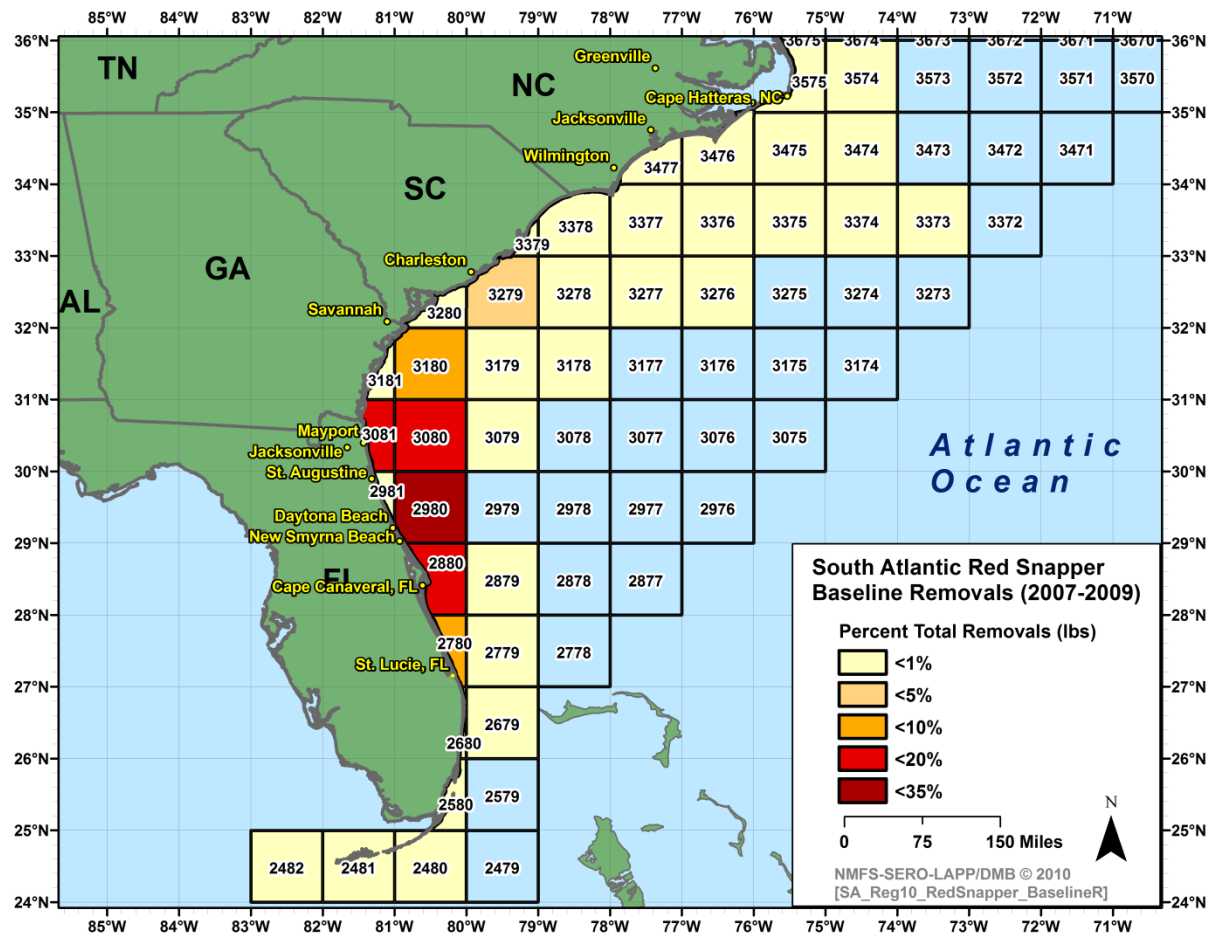 85°W 84°W 83°W 82°W 81°W 80°W 79°W 78°W 77°W 76°W 75°W 74°W 73°W 72°W 71°W
36°N 3675 3674 3673 3672 3671 3670 36°N
TN
Greenville
NC
3575 3574 3573 3572 3571 3570
Cape Hatteras, NC
35°N 35°N
Jacksonville
Wilmington
3477 3476 3475 3474 3473 3472 3471
34°N 34°N
SC
3379 3378 3377 3376 3375 3374 3373 3372
33°N 33°N
Charleston
GA
AL
Savannah
3280 3279 3278 3277 3276 3275 3274 3273
32°N 32°N
3181 3180 3179 3178 3177 3176 3175 3174
31°N 31°N
Mayport
3081 3080 3079 3078 3077 3076 3075
Jacksonville
Atlantic
Ocean
30°N 30°N
St. Augustine
2981 2980 2979 2978 2977 2976
Daytona Beach
29°N 29°N
New Smyrna Beach
2880 2879 2878 2877
FL
Cape Canaveral, FL
28°N 28°N
2780 2779 2778
St. Lucie, FL
27°N 27°N
2680 2679
26°N 26°N
2580 2579
25°N 25°N
2482 2481 2480 2479
24°N 24°N
South Atlantic Red Snapper
Baseline Removals (2007-2009)
Percent Total Removals (lbs)
<1%
<5%
<10%
<20%
<35%
N
0 75 150 Miles
NMFS-SERO-LAPP/DMB © 2010
[SA_Reg10_RedSnapper_BaselineR]
85°W 84°W 83°W 82°W 81°W 80°W 79°W 78°W 77°W 76°W 75°W 74°W 73°W 72°W 71°W